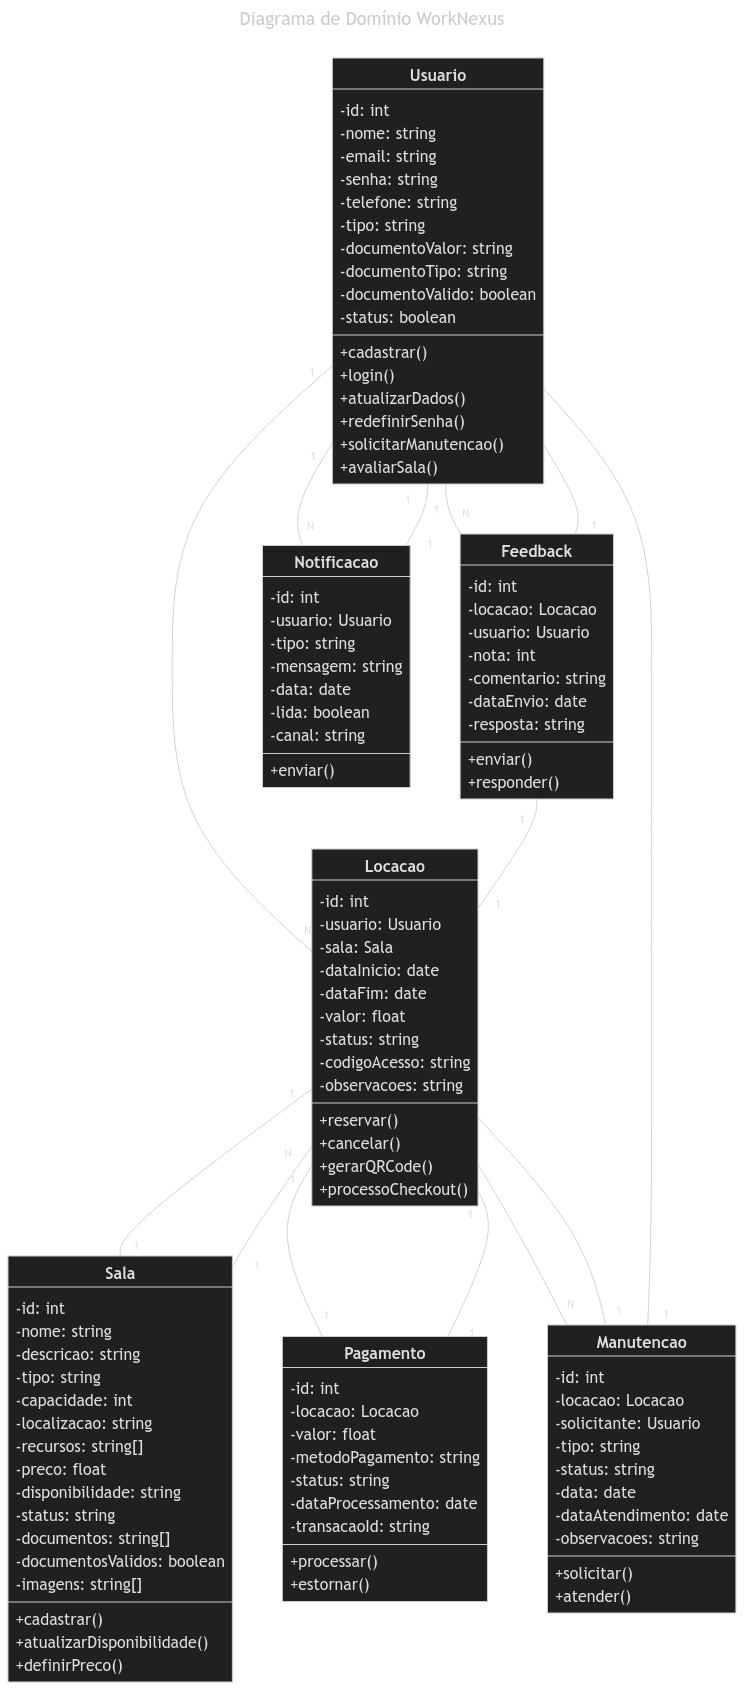 Diagrama de Domínio WorkNexus
Usuario
-id: int
-nome: string
-email: string
-senha: string
-telefone: string
-tipo: string
-documentoValor: string
-documentoTipo: string
-documentoValido: boolean
-status: boolean
+cadastrar()
+login()
+atualizarDados()
+redefinirSenha()
+solicitarManutencao()
+avaliarSala()
1
1
N
1
1
1
N
1
Notificacao
-id: int
-usuario: Usuario
-tipo: string
-mensagem: string
-data: date
-lida: boolean
-canal: string
+enviar()
Feedback
-id: int
-locacao: Locacao
-usuario: Usuario
-nota: int
-comentario: string
-dataEnvio: date
-resposta: string
+enviar()
+responder()
1
1
N
Locacao
-id: int
-usuario: Usuario
-sala: Sala
-dataInicio: date
-dataFim: date
-valor: float
-status: string
-codigoAcesso: string
-observacoes: string
+reservar()
+cancelar()
+gerarQRCode()
+processoCheckout()
1
N
1
1
1
1
1
1
N
1
1
Sala
-id: int
-nome: string
-descricao: string
-tipo: string
-capacidade: int
-localizacao: string
-recursos: string[]
-preco: float
-disponibilidade: string
-status: string
-documentos: string[]
-documentosValidos: boolean
-imagens: string[]
+cadastrar()
+atualizarDisponibilidade()
+definirPreco()
Pagamento
-id: int
-locacao: Locacao
-valor: float
-metodoPagamento: string
-status: string
-dataProcessamento: date
-transacaoId: string
+processar()
+estornar()
Manutencao
-id: int
-locacao: Locacao
-solicitante: Usuario
-tipo: string
-status: string
-data: date
-dataAtendimento: date
-observacoes: string
+solicitar()
+atender()